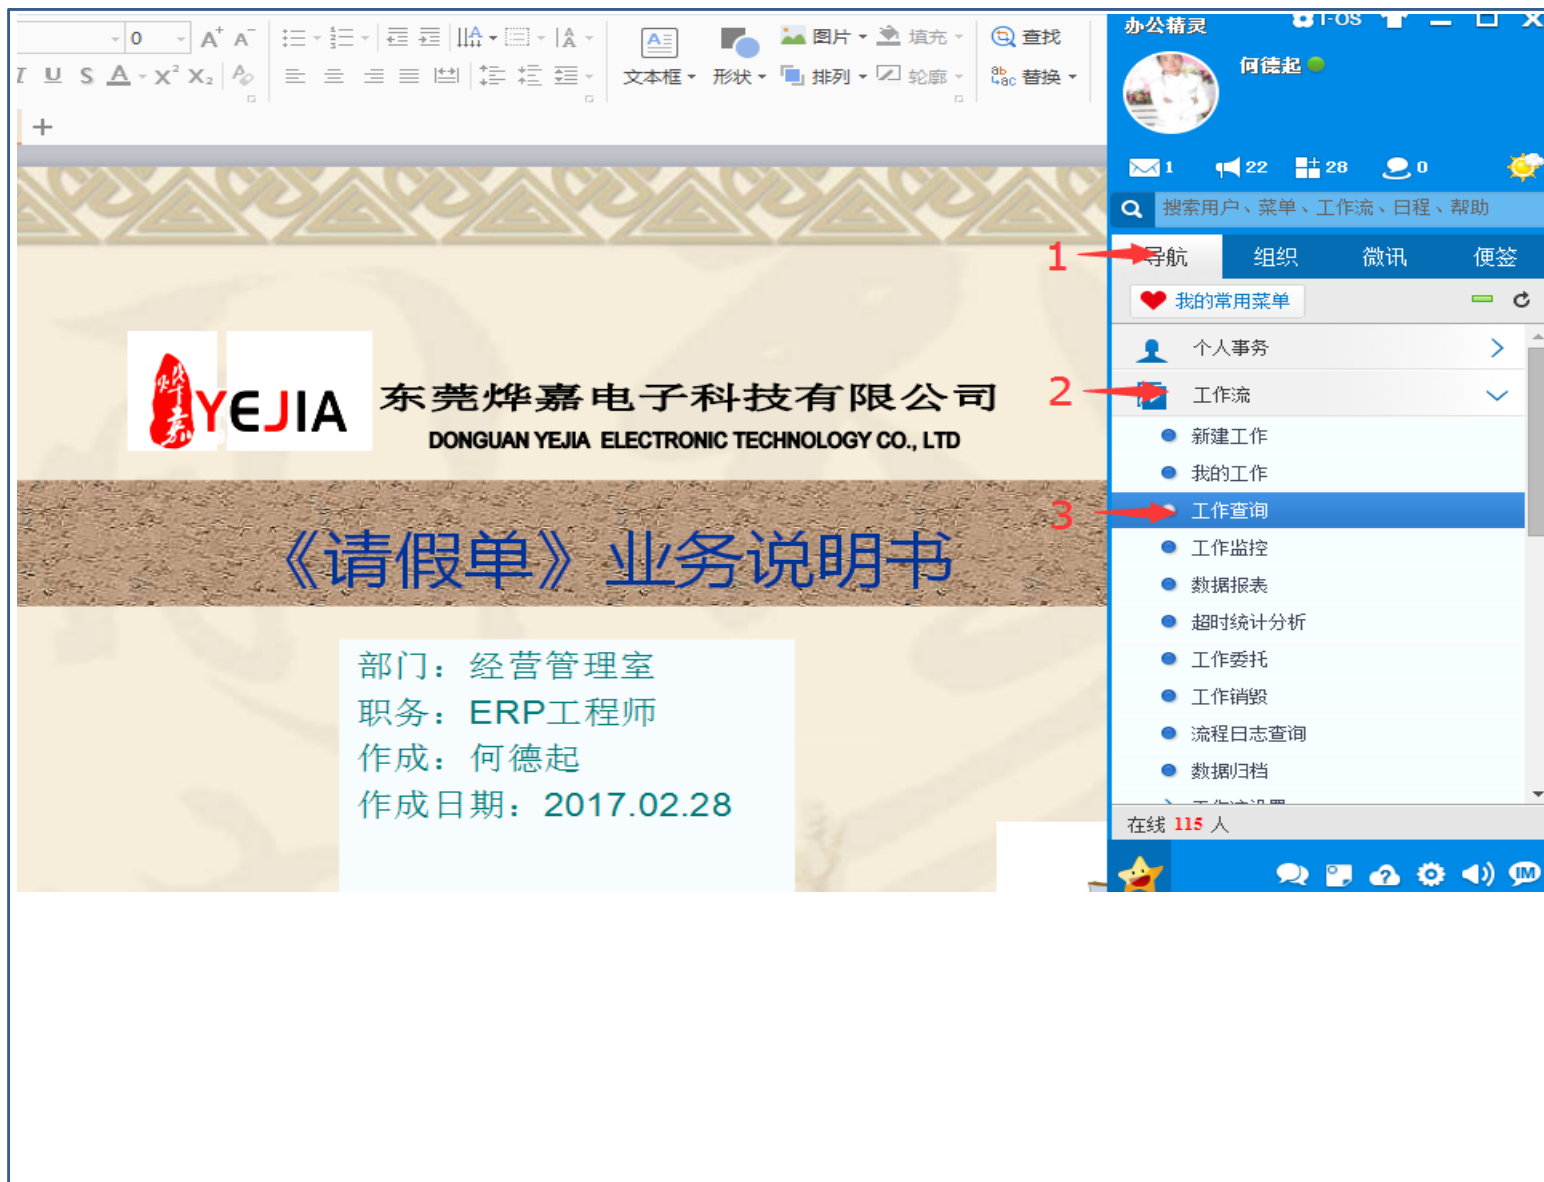 0 A⁺ A⁻
图片 填充 查找
U S A X² X₂
文本框 形状 排列 轮廓 替换
办公精灵
何德起
1 22 28 0
搜索用户、菜单、工作流、日程、帮助
1 导航 组织 微讯 便签
我的常用菜单
个人事务
2 工作流
新建工作
我的工作
3 工作查询
工作监控
数据报表
超时统计分析
工作委托
工作销毁
流程日志查询
数据归档
在线 115 人
IM
烨嘉
YEJIA
东莞烨嘉电子科技有限公司
DONGUAN YEJIA ELECTRONIC TECHNOLOGY CO., LTD
《请假单》业务说明书
部门：经营管理室
职务：ERP工程师
作成：何德起
作成日期：2017.02.28